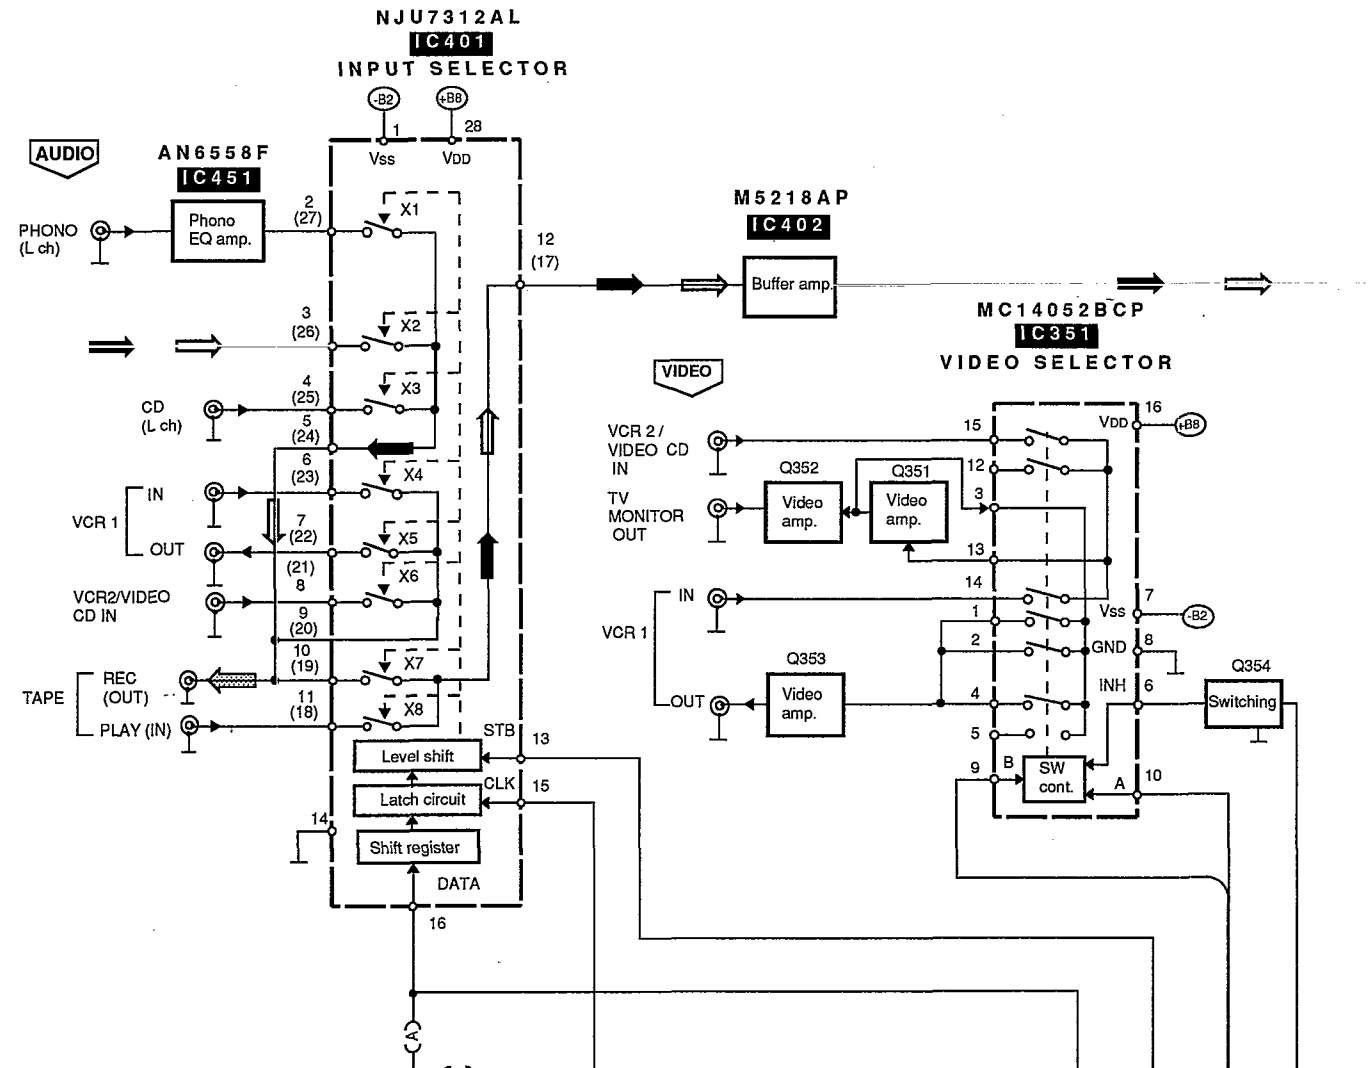 NJU7312AL
IC401
INPUT SELECTOR
-B2
+B8
1
28
VSS
VDD
AUDIO
AN6558F
IC451
PHONO
(L ch)
Phono
EQ amp.
2
(27)
X1
12
(17)
M5218AP
IC402
Buffer amp.
3
(26)
X2
4
(25)
X3
CD
(L ch)
5
(24)
6
(23)
X4
VCR 1
IN
OUT
7
(22)
X5
(21)
8
X6
VCR2/VIDEO
CD IN
9
(20)
10
(19)
X7
TAPE
REC
(OUT)
PLAY (IN)
11
(18)
X8
STB
13
Level shift
CLK
15
Latch circuit
14
Shift register
DATA
16
A
MC14052BCP
IC351
VIDEO SELECTOR
VIDEO
VCR 2 /
VIDEO CD
IN
15
VDD
16
+B8
12
TV
MONITOR
OUT
Q352
Video
amp.
Q351
Video
amp.
3
13
14
VCR 1
IN
OUT
1
VSS
7
-B2
2
GND
8
Q353
Video
amp.
4
INH
6
Q354
Switching
5
9
B
SW
cont.
A
10